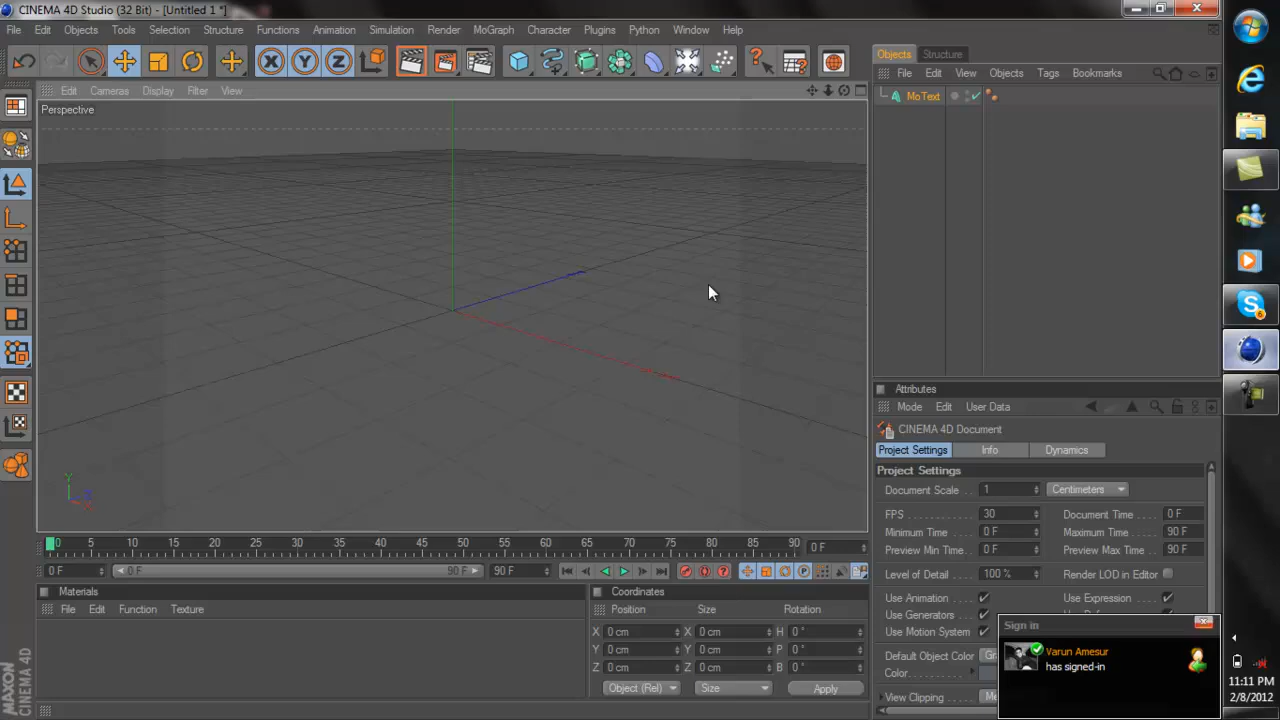 CINEMA 4D Studio (32 Bit) - [Untitled 1 *]
File Edit Objects Tools Selection Structure Functions Animation Simulation Render MoGraph Character Plugins Python Window Help
X Y Z
Edit Cameras Display Filter View
Perspective
Y
Z
X
0 5 10 15 20 25 30 35 40 45 50 55 60 65 70 75 80 85 90 0 F
0 F 0 F 90 F 90 F
Materials
File Edit Function Texture
Coordinates
Position Size Rotation
X 0 cm X 0 cm H 0 °
Y 0 cm Y 0 cm P 0 °
Z 0 cm Z 0 cm B 0 °
Object (Rel) Size Apply
MAXON
CINEMA 4D
Objects Structure
File Edit View Objects Tags Bookmarks
MoText
Attributes
Mode Edit User Data
CINEMA 4D Document
Project Settings Info Dynamics
Project Settings
Document Scale 1 Centimeters
FPS 30 Document Time 0 F
Minimum Time 0 F Maximum Time 90 F
Preview Min Time 0 F Preview Max Time 90 F
Level of Detail 100 % Render LOD in Editor
Use Animation Use Expression
Use Generators
Use Motion System
Default Object Color
Color
View Clipping
Sign in
Varun Amesur
has signed-in
11:11 PM
2/8/2012